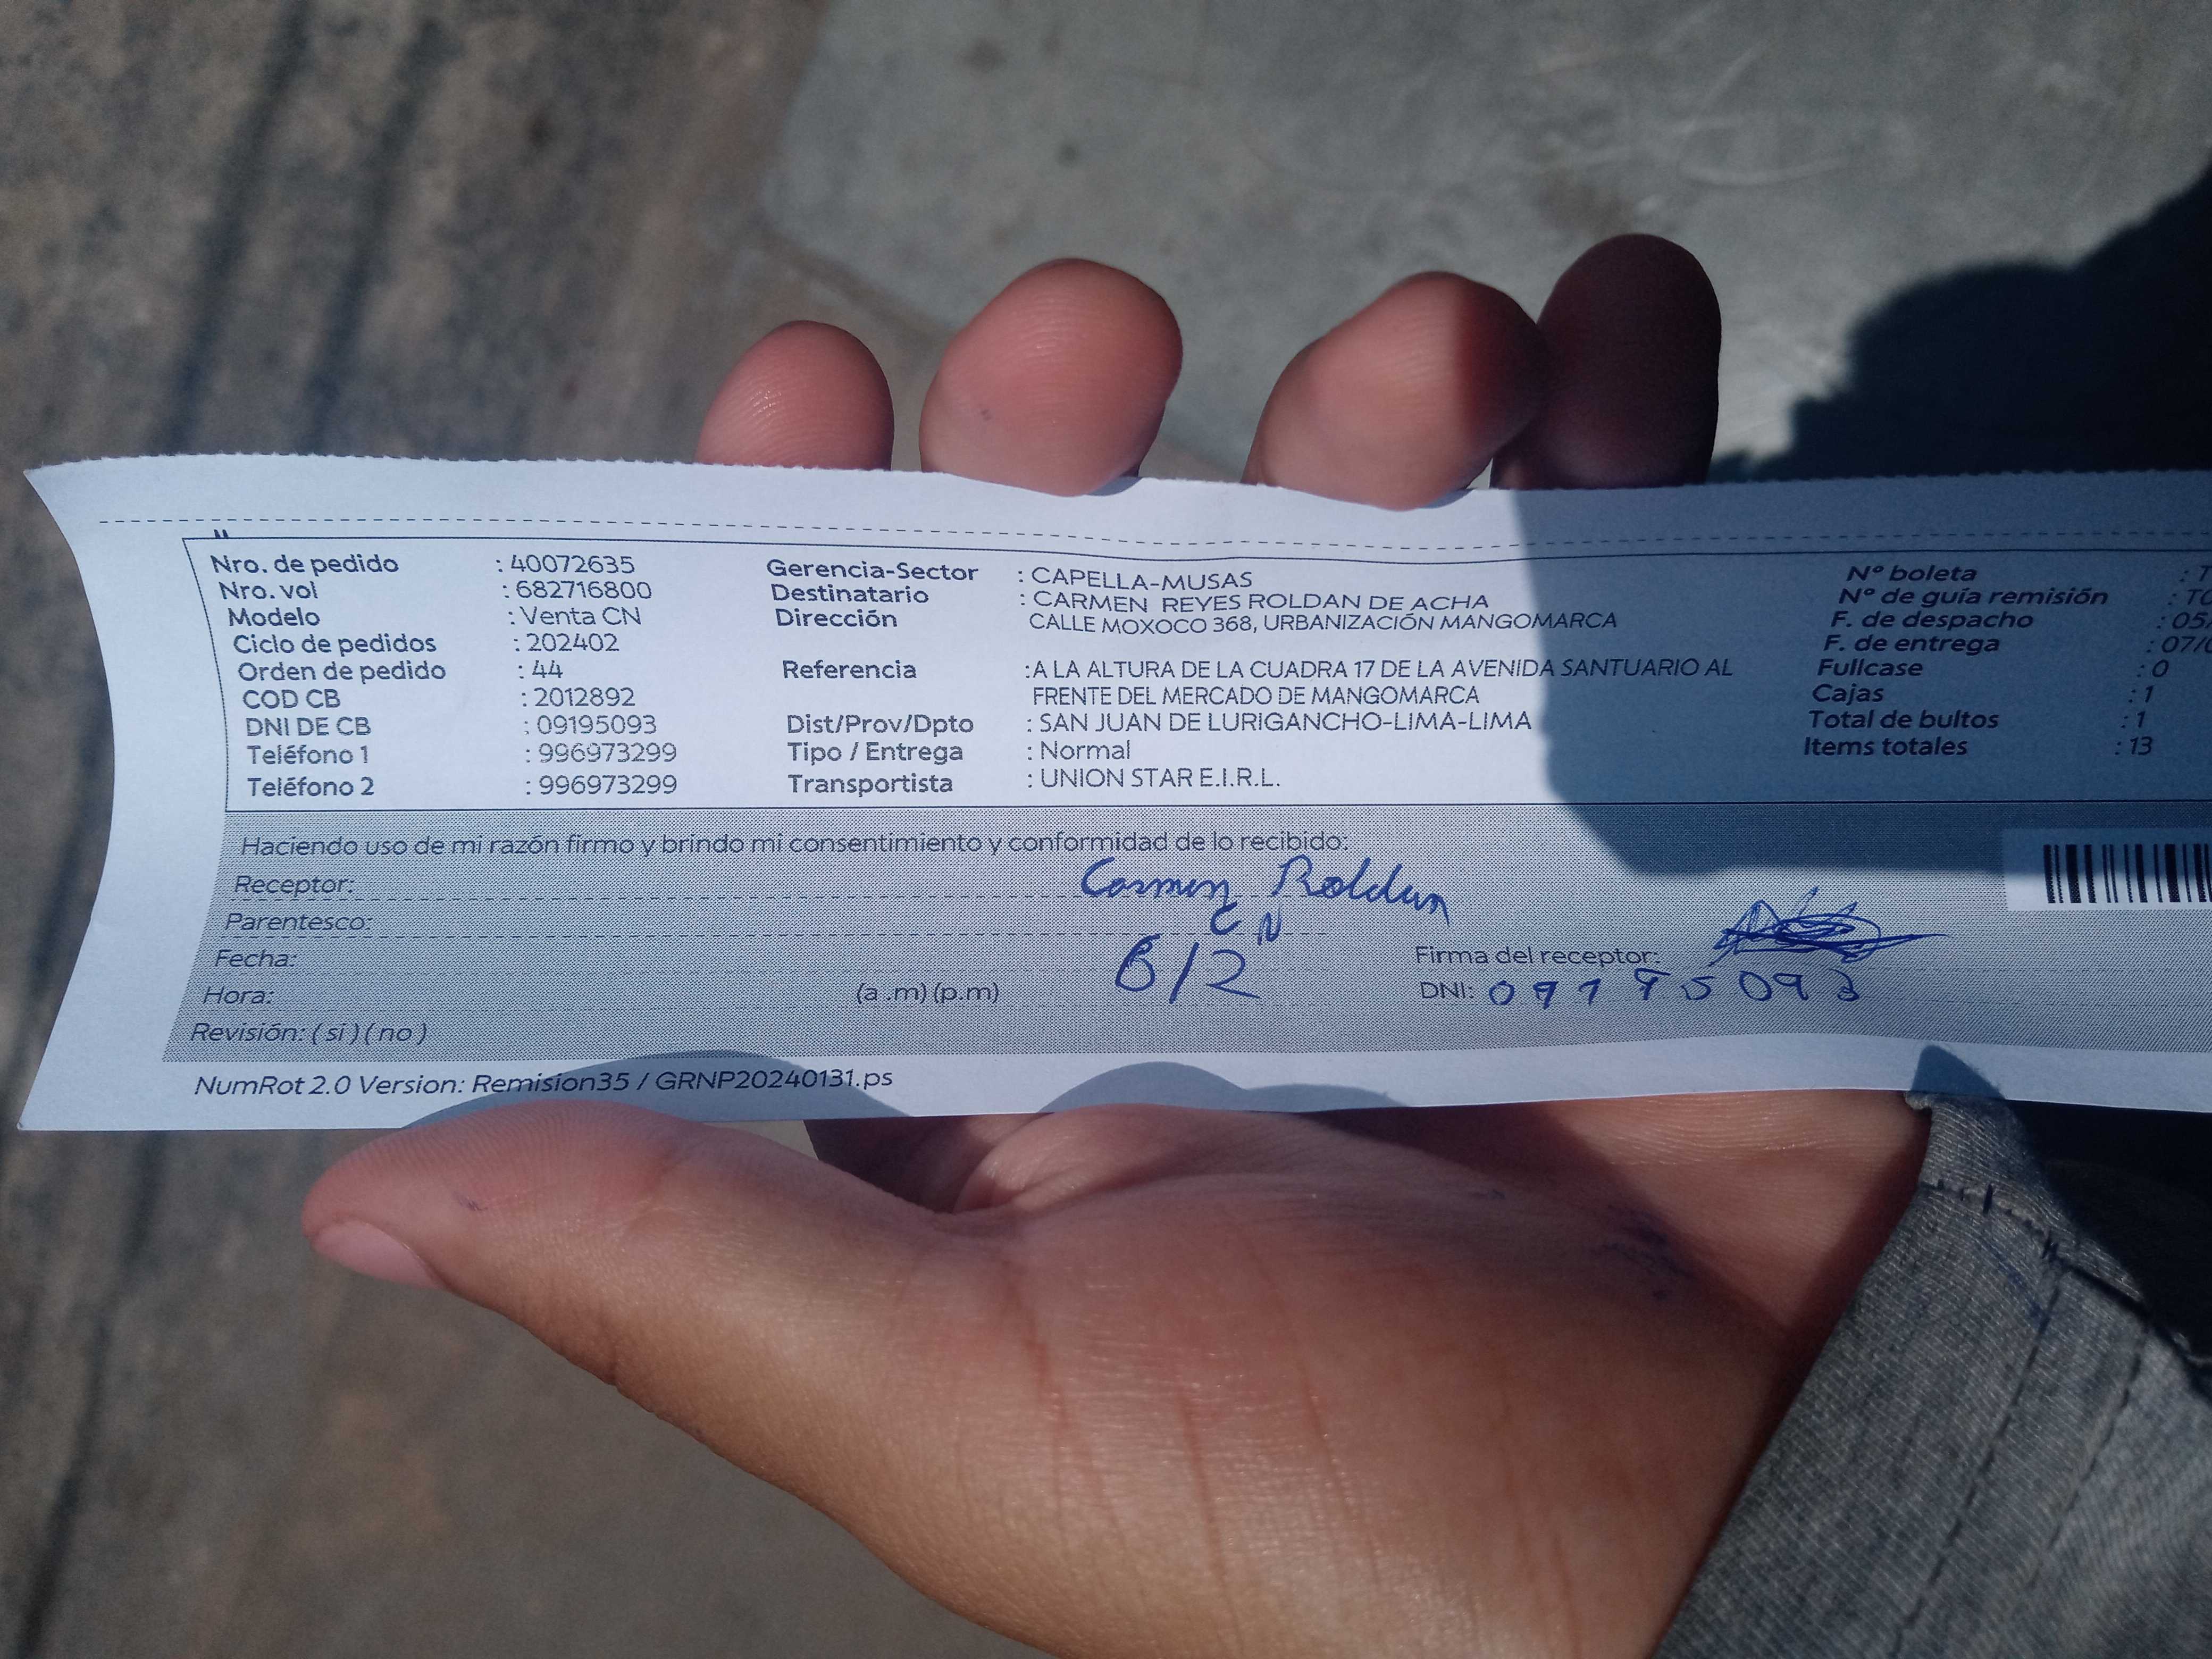 Nro. de pedido : 40072635
Nro. vol : 682716800
Modelo : Venta CN
Ciclo de pedidos : 202402
Orden de pedido : 44
COD CB : 2012892
DNI DE CB : 09195093
Teléfono 1 : 996973299
Teléfono 2 : 996973299
Gerencia-Sector : CAPELLA-MUSAS
Destinatario : CARMEN REYES ROLDAN DE ACHA
Dirección CALLE MOXOCO 368, URBANIZACIÓN MANGOMARCA
Referencia :A LA ALTURA DE LA CUADRA 17 DE LA AVENIDA SANTUARIO AL
FRENTE DEL MERCADO DE MANGOMARCA
Dist/Prov/Dpto : SAN JUAN DE LURIGANCHO-LIMA-LIMA
Tipo / Entrega : Normal
Transportista : UNION STAR E.I.R.L.
Nº boleta : T
Nº de guía remisión : T0
F. de despacho : 05/
F. de entrega : 07/0
Fullcase : 0
Cajas : 1
Total de bultos : 1
Items totales : 13
Haciendo uso de mi razón firmo y brindo mi consentimiento y conformidad de lo recibido:
Receptor: Carmen Roldan
Parentesco: CN
Fecha: 6/2
Hora: (a .m) (p.m)
Revisión: ( si ) ( no )
Firma del receptor:
DNI: 09195093
NumRot 2.0 Version: Remision35 / GRNP20240131.ps